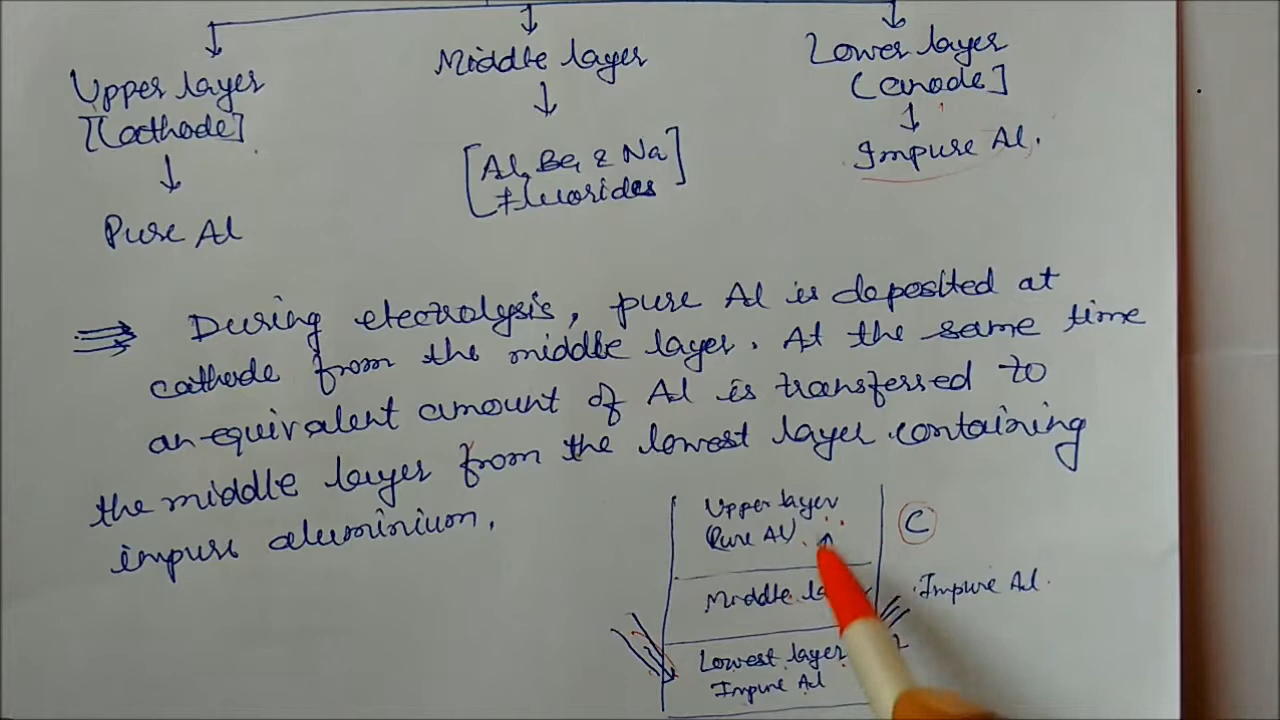 Upper layer
[Cathode]
Pure Al
Middle layer
[Al, Ba, & Na
Fluorides]
Lower layer
[anode]
Impure Al.
During electrolysis, pure Al is deposited at
cathode from the middle layer. At the same time
an equivalent amount of Al is transfressed to
the middle layer from the lowest layer containing
impure aluminium.
Upper layer
Pure Al
C
Middle
Impure Al.
Lowest layer
Impure Al